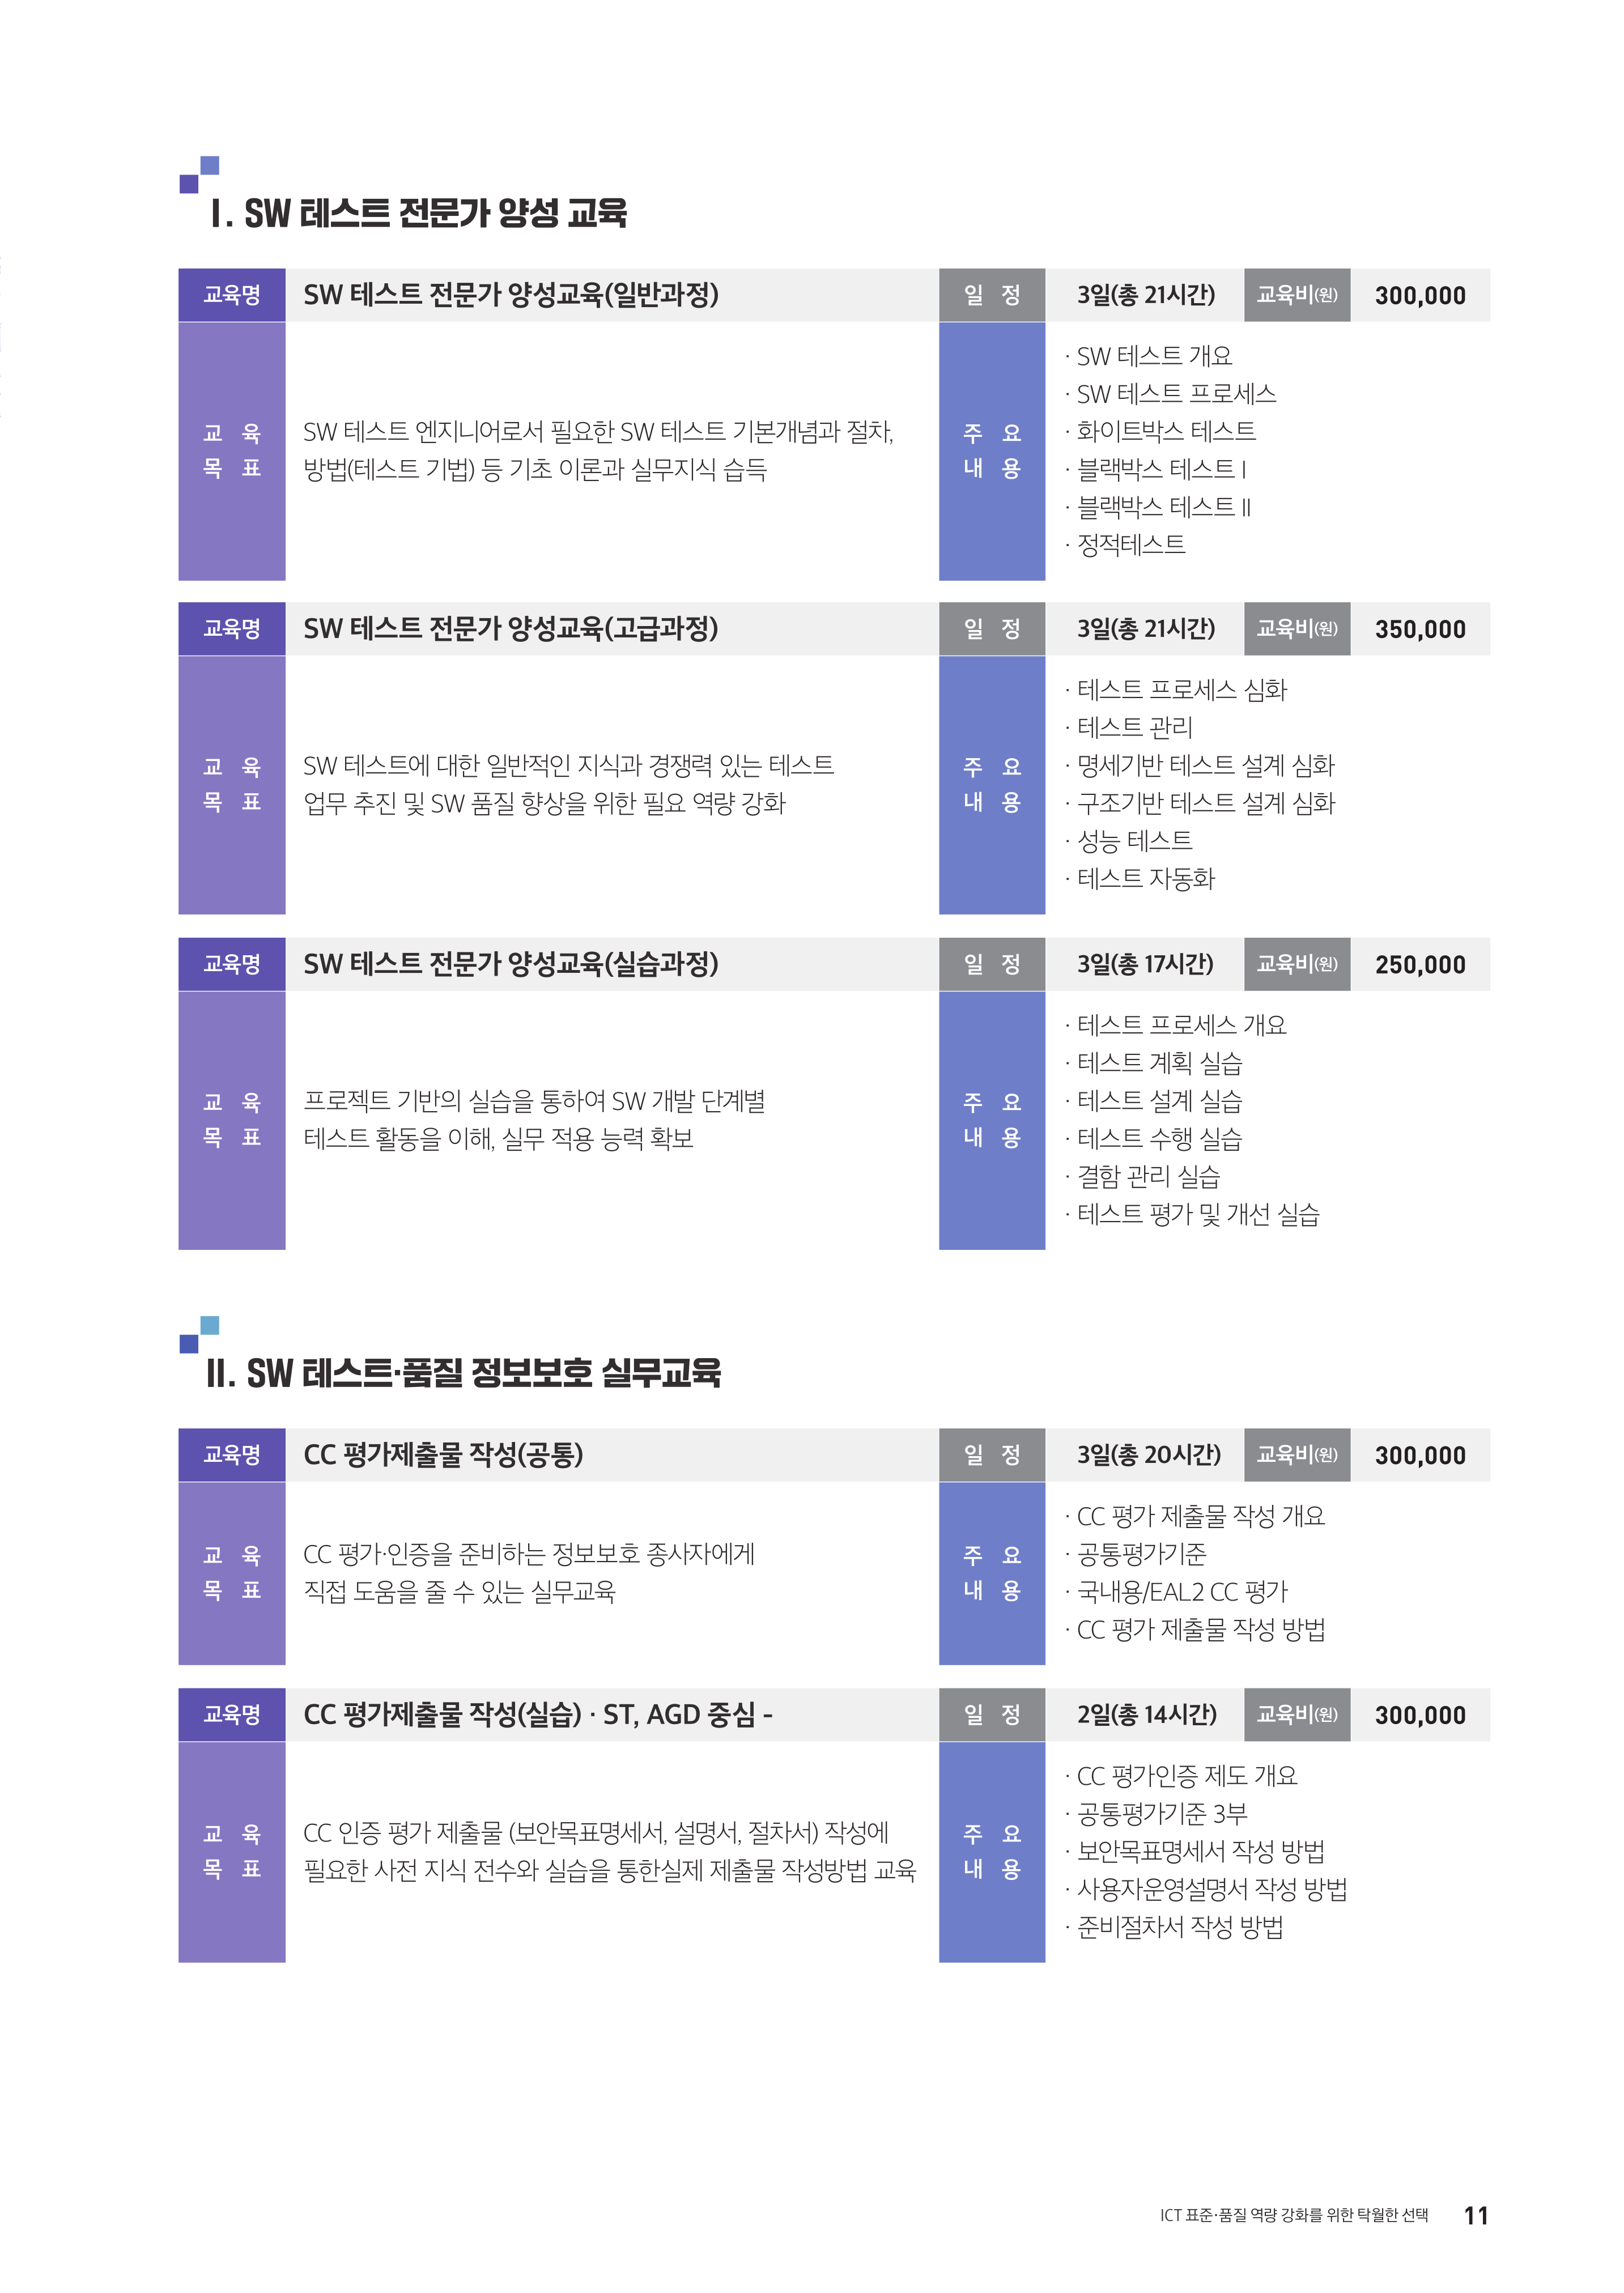 I. SW 테스트 전문가 양성 교육
교육명 SW 테스트 전문가 양성교육(일반과정) 일 정 3일(총 21시간) 교육비(원) 300,000
교 육
목 표
SW 테스트 엔지니어로서 필요한 SW 테스트 기본개념과 절차,
방법(테스트 기법) 등 기초 이론과 실무지식 습득
주 요
내 용
· SW 테스트 개요
· SW 테스트 프로세스
· 화이트박스 테스트
· 블랙박스 테스트 I
· 블랙박스 테스트 II
· 정적테스트
교육명 SW 테스트 전문가 양성교육(고급과정) 일 정 3일(총 21시간) 교육비(원) 350,000
교 육
목 표
SW 테스트에 대한 일반적인 지식과 경쟁력 있는 테스트
업무 추진 및 SW 품질 향상을 위한 필요 역량 강화
주 요
내 용
· 테스트 프로세스 심화
· 테스트 관리
· 명세기반 테스트 설계 심화
· 구조기반 테스트 설계 심화
· 성능 테스트
· 테스트 자동화
교육명 SW 테스트 전문가 양성교육(실습과정) 일 정 3일(총 17시간) 교육비(원) 250,000
교 육
목 표
프로젝트 기반의 실습을 통하여 SW 개발 단계별
테스트 활동을 이해, 실무 적용 능력 확보
주 요
내 용
· 테스트 프로세스 개요
· 테스트 계획 실습
· 테스트 설계 실습
· 테스트 수행 실습
· 결함 관리 실습
· 테스트 평가 및 개선 실습
II. SW 테스트·품질 정보보호 실무교육
교육명 CC 평가제출물 작성(공통) 일 정 3일(총 20시간) 교육비(원) 300,000
교 육
목 표
CC 평가·인증을 준비하는 정보보호 종사자에게
직접 도움을 줄 수 있는 실무교육
주 요
내 용
· CC 평가 제출물 작성 개요
· 공통평가기준
· 국내용/EAL2 CC 평가
· CC 평가 제출물 작성 방법
교육명 CC 평가제출물 작성(실습) · ST, AGD 중심 - 일 정 2일(총 14시간) 교육비(원) 300,000
교 육
목 표
CC 인증 평가 제출물 (보안목표명세서, 설명서, 절차서) 작성에
필요한 사전 지식 전수와 실습을 통한실제 제출물 작성방법 교육
주 요
내 용
· CC 평가인증 제도 개요
· 공통평가기준 3부
· 보안목표명세서 작성 방법
· 사용자운영설명서 작성 방법
· 준비절차서 작성 방법
ICT 표준·품질 역량 강화를 위한 탁월한 선택 11